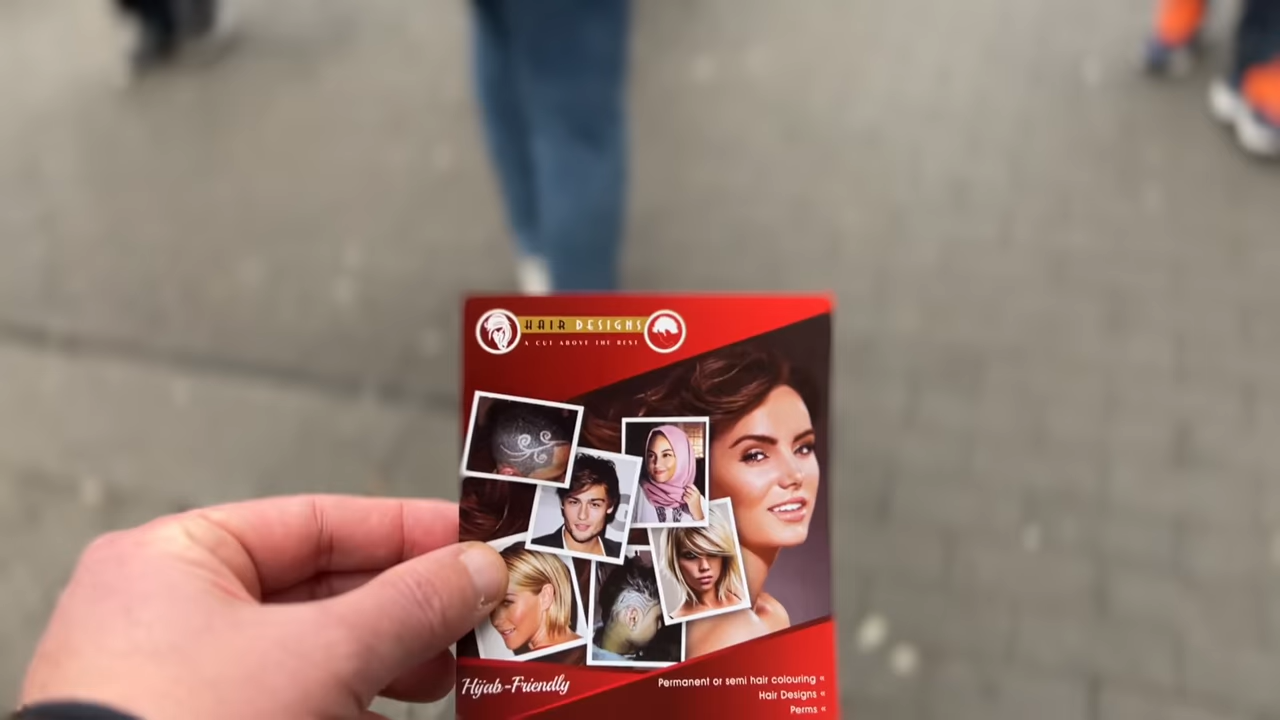 HAIR DESIGNS
A CUT ABOVE THE REST
Hijab-Friendly
Permanent or semi hair colouring «
Hair Designs «
Perms «